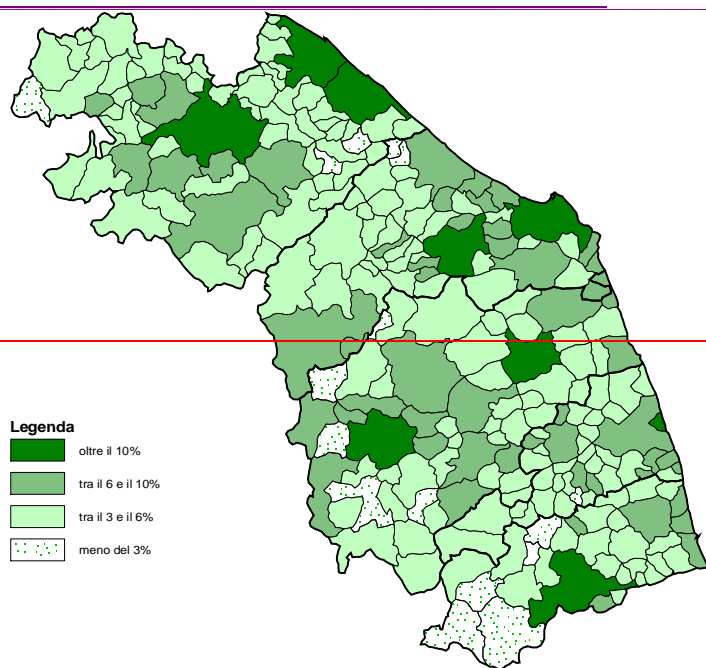 Legenda
oltre il 10%
tra il 6 e il 10%
tra il 3 e il 6%
meno del 3%